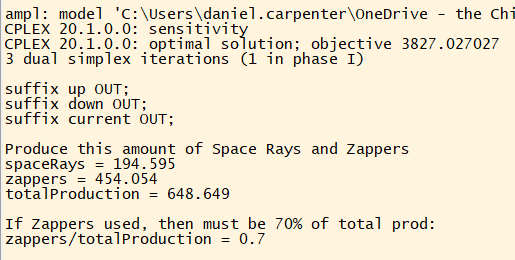 ampl: model 'C:\Users\daniel.carpenter\OneDrive - the Chi
CPLEX 20.1.0.0: sensitivity
CPLEX 20.1.0.0: optimal solution; objective 3827.027027
3 dual simplex iterations (1 in phase I)
suffix up OUT;
suffix down OUT;
suffix current OUT;
Produce this amount of Space Rays and Zappers
spaceRays = 194.595
zappers = 454.054
totalProduction = 648.649
If Zappers used, then must be 70% of total prod:
zappers/totalProduction = 0.7